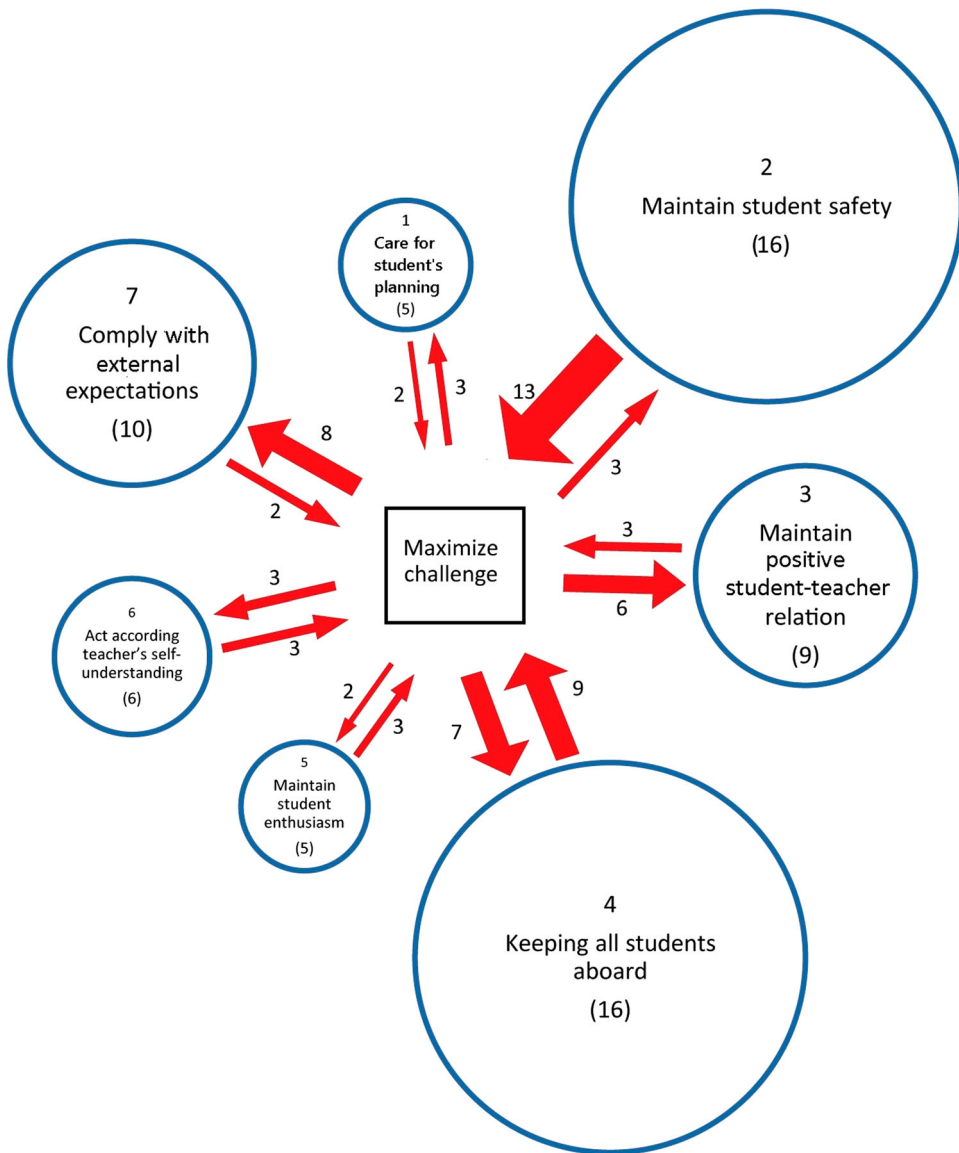 2
Maintain student safety
(16)
1
Care for
student's
planning
(5)
7
Comply with
external
expectations
(10)
2
3
13
3
8
2
3
Maintain
positive
student-teacher
relation
(9)
3
6
Maximize
challenge
6
Act according
teacher's self-
understanding
(6)
3
3
5
Maintain
student
enthusiasm
(5)
2
3
7
9
4
Keeping all students
aboard
(16)